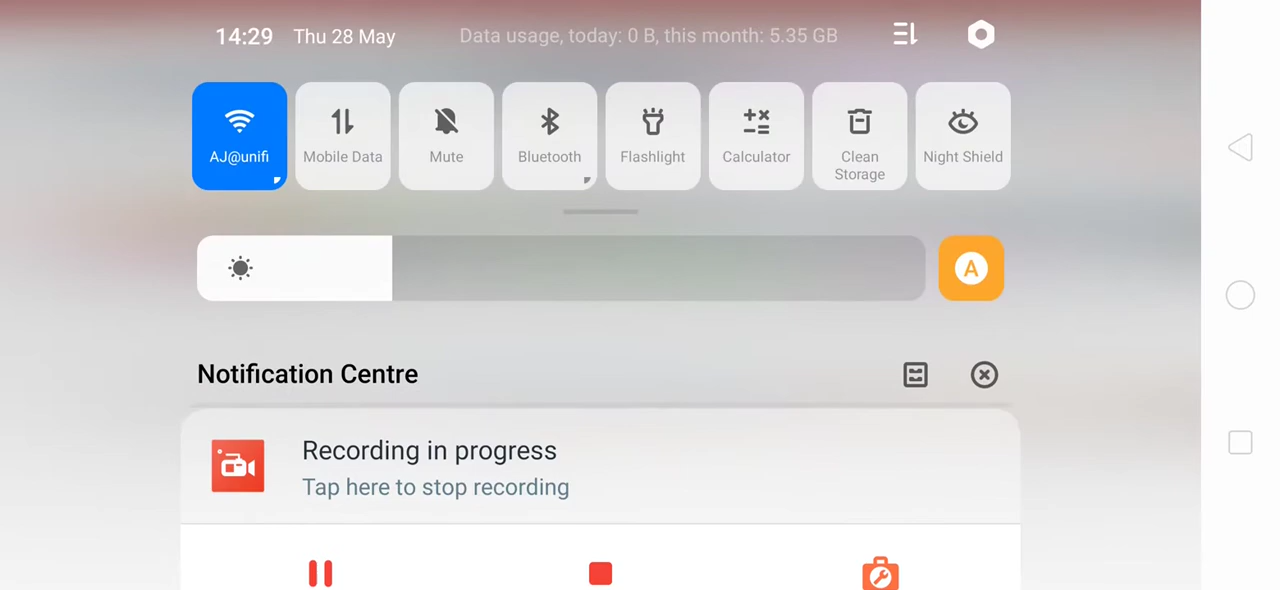 14:29 Thu 28 May Data usage, today: 0 B, this month: 5.35 GB
AJ@unifi Mobile Data Mute Bluetooth Flashlight Calculator Clean Storage Night Shield
A
Notification Centre
Recording in progress
Tap here to stop recording